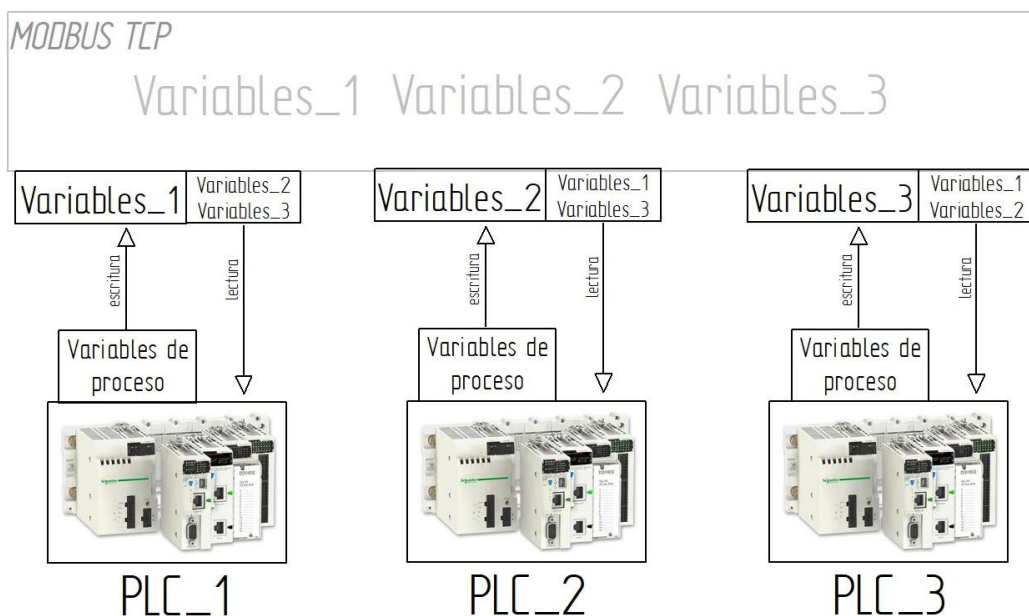 MODBUS TCP
Variables_1 Variables_2 Variables_3
Variables_1
Variables_2
Variables_3
Variables_2
Variables_1
Variables_3
Variables_3
Variables_1
Variables_2
escritura
lectura
escritura
lectura
escritura
lectura
Variables de
proceso
Variables de
proceso
Variables de
proceso
PLC_1
PLC_2
PLC_3